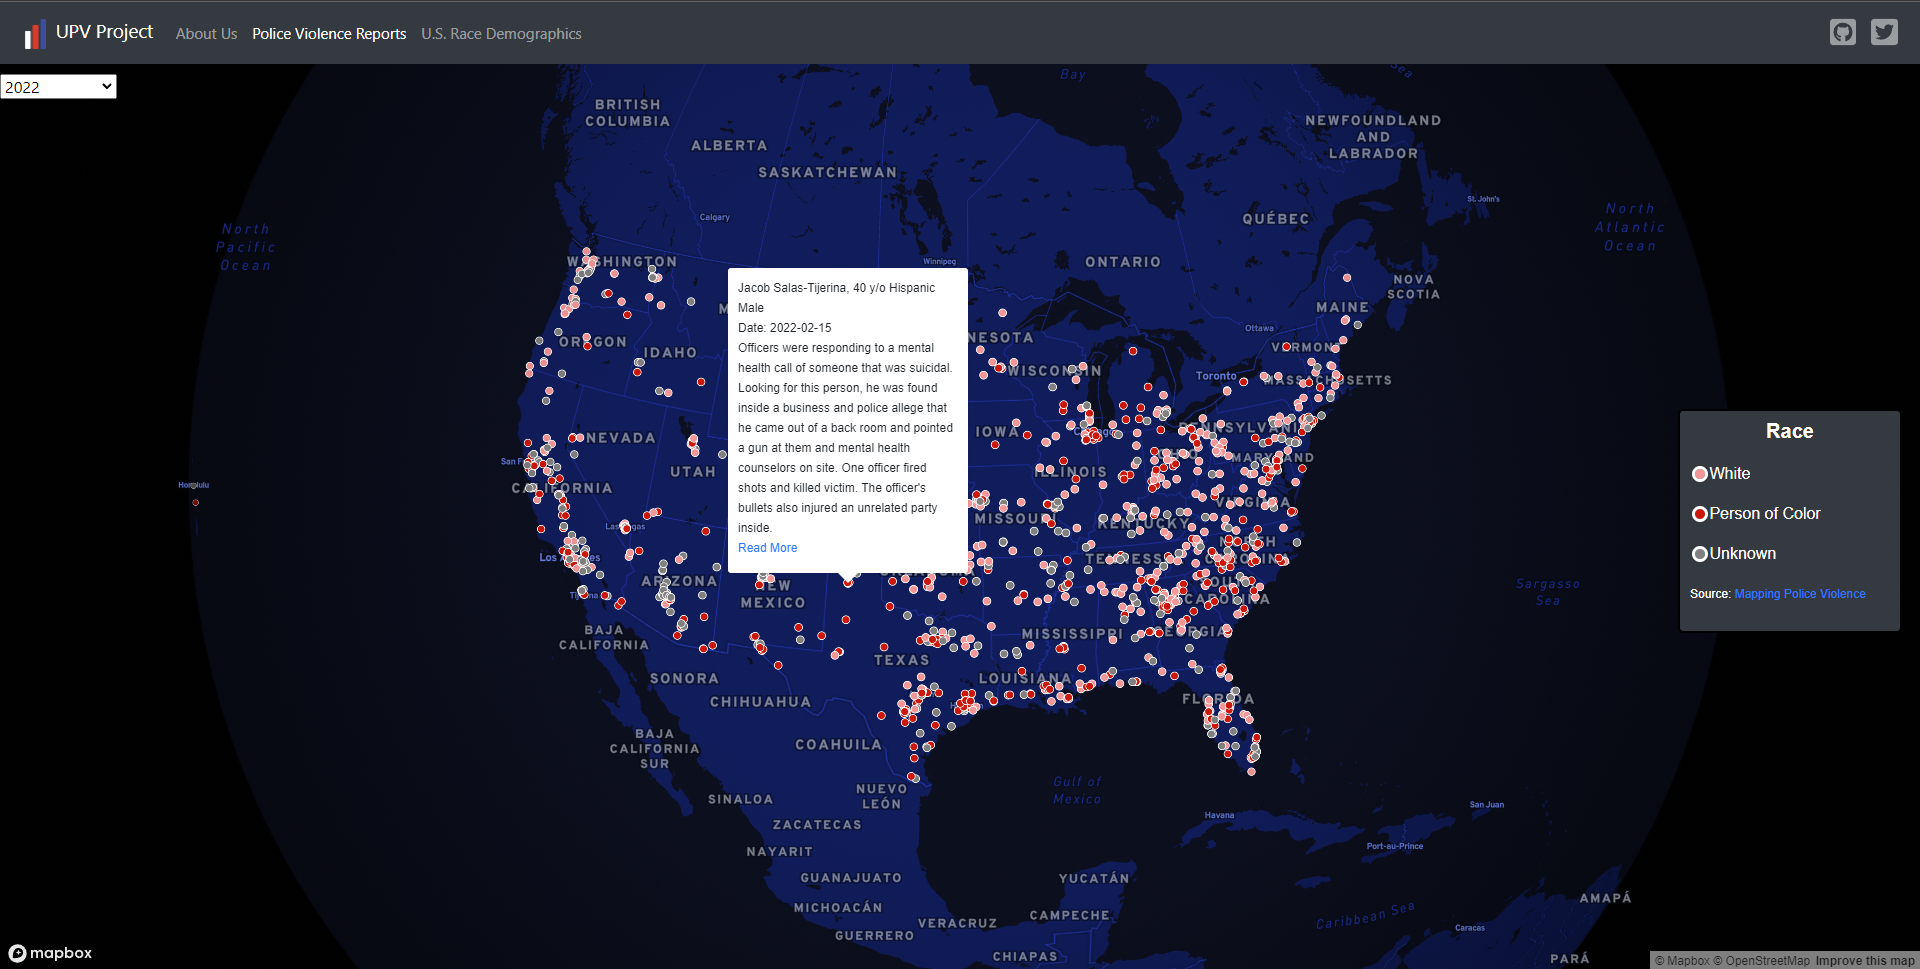 UPV Project
About Us
Police Violence Reports
U.S. Race Demographics
2022
Bay
Sea
BRITISH
COLUMBIA
ALBERTA
SASKATCHEWAN
NEWFOUNDLAND
AND
LABRADOR
Calgary
St. John's
QUÉBEC
North
Pacific
Ocean
North
Atlantic
Ocean
WASHINGTON
Winnipeg
ONTARIO
NOVA
SCOTIA
MAINE
Jacob Salas-Tijerina, 40 y/o Hispanic
Male
Date: 2022-02-15
Officers were responding to a mental
health call of someone that was suicidal.
Looking for this person, he was found
inside a business and police allege that
he came out of a back room and pointed
a gun at them and mental health
counselors on site. One officer fired
shots and killed victim. The officer's
bullets also injured an unrelated party
inside.
Read More
M
NESOTA
Ottawa
OREGON
IDAHO
VERMONT
WISCONSIN
Toronto
MASSACHUSETTS
NEVADA
IOWA
PENNSYLVANIA
OHIO
UTAH
ILLINOIS
MARYLAND
San F
CALIFORNIA
Honolulu
Las Vegas
MISSOURI
KENTUCKY
VIRGINIA
Los Angeles
TENNESS
NORTH
CAROLINA
ARIZONA
NEW
MEXICO
OKLAHOMA
SOUTH
CAROLINA
Tijuana
BAJA
CALIFORNIA
MISSISSIPPI
GEORGIA
TEXAS
SONORA
LOUISIANA
CHIHUAHUA
FLORIDA
Sargasso
Sea
BAJA
CALIFORNIA
SUR
COAHUILA
NUEVO
LEÓN
Gulf of
Mexico
SINALOA
Havana
San Juan
ZACATECAS
Port-au-Prince
NAYARIT
GUANAJUATO
YUCATÁN
MICHOACÁN
CAMPECHE
VERACRUZ
GUERRERO
Caribbean Sea
Caracas
AMAPÁ
CHIAPAS
PARÁ
Race
White
Person of Color
Unknown
Source: Mapping Police Violence
mapbox
© Mapbox © OpenStreetMap Improve this map